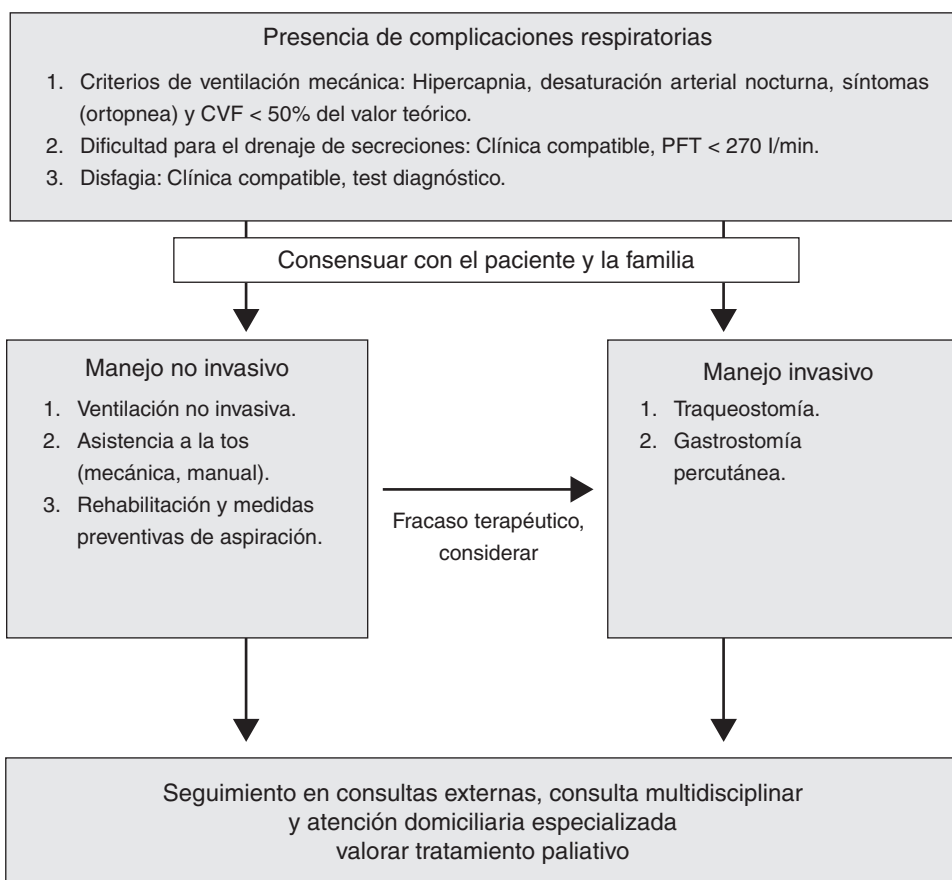 Presencia de complicaciones respiratorias
1. Criterios de ventilación mecánica: Hipercapnia, desaturación arterial nocturna, síntomas
(ortopnea) y CVF < 50% del valor teórico.
2. Dificultad para el drenaje de secreciones: Clínica compatible, PFT < 270 l/min.
3. Disfagia: Clínica compatible, test diagnóstico.
Consensuar con el paciente y la familia
Manejo no invasivo
1. Ventilación no invasiva.
2. Asistencia a la tos
(mecánica, manual).
3. Rehabilitación y medidas
preventivas de aspiración.
Fracaso terapéutico,
considerar
Manejo invasivo
1. Traqueostomía.
2. Gastrostomía
percutánea.
Seguimiento en consultas externas, consulta multidisciplinar
y atención domiciliaria especializada
valorar tratamiento paliativo